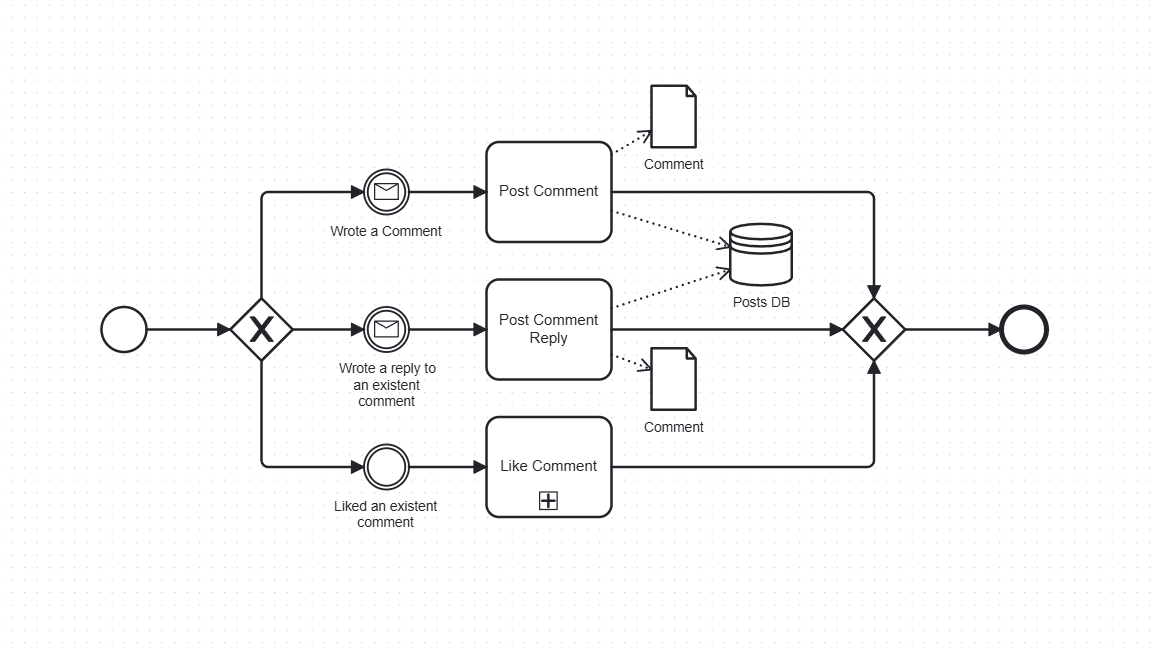 Comment
Post Comment
Wrote a Comment
Posts DB
X
Post Comment
Reply
X
Wrote a reply to
an existent
comment
Comment
Like Comment
Liked an existent
comment